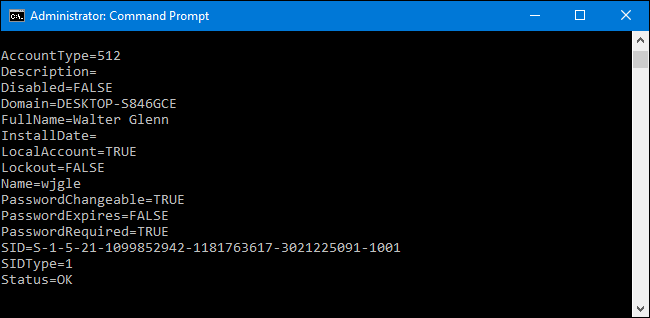 Administrator: Command Prompt
AccountType=512
Description=
Disabled=FALSE
Domain=DESKTOP-S846GCE
FullName=Walter Glenn
InstallDate=
LocalAccount=TRUE
Lockout=FALSE
Name=wjgle
PasswordChangeable=TRUE
PasswordExpires=FALSE
PasswordRequired=TRUE
SID=S-1-5-21-1099852942-1181763617-3021225091-1001
SIDType=1
Status=OK